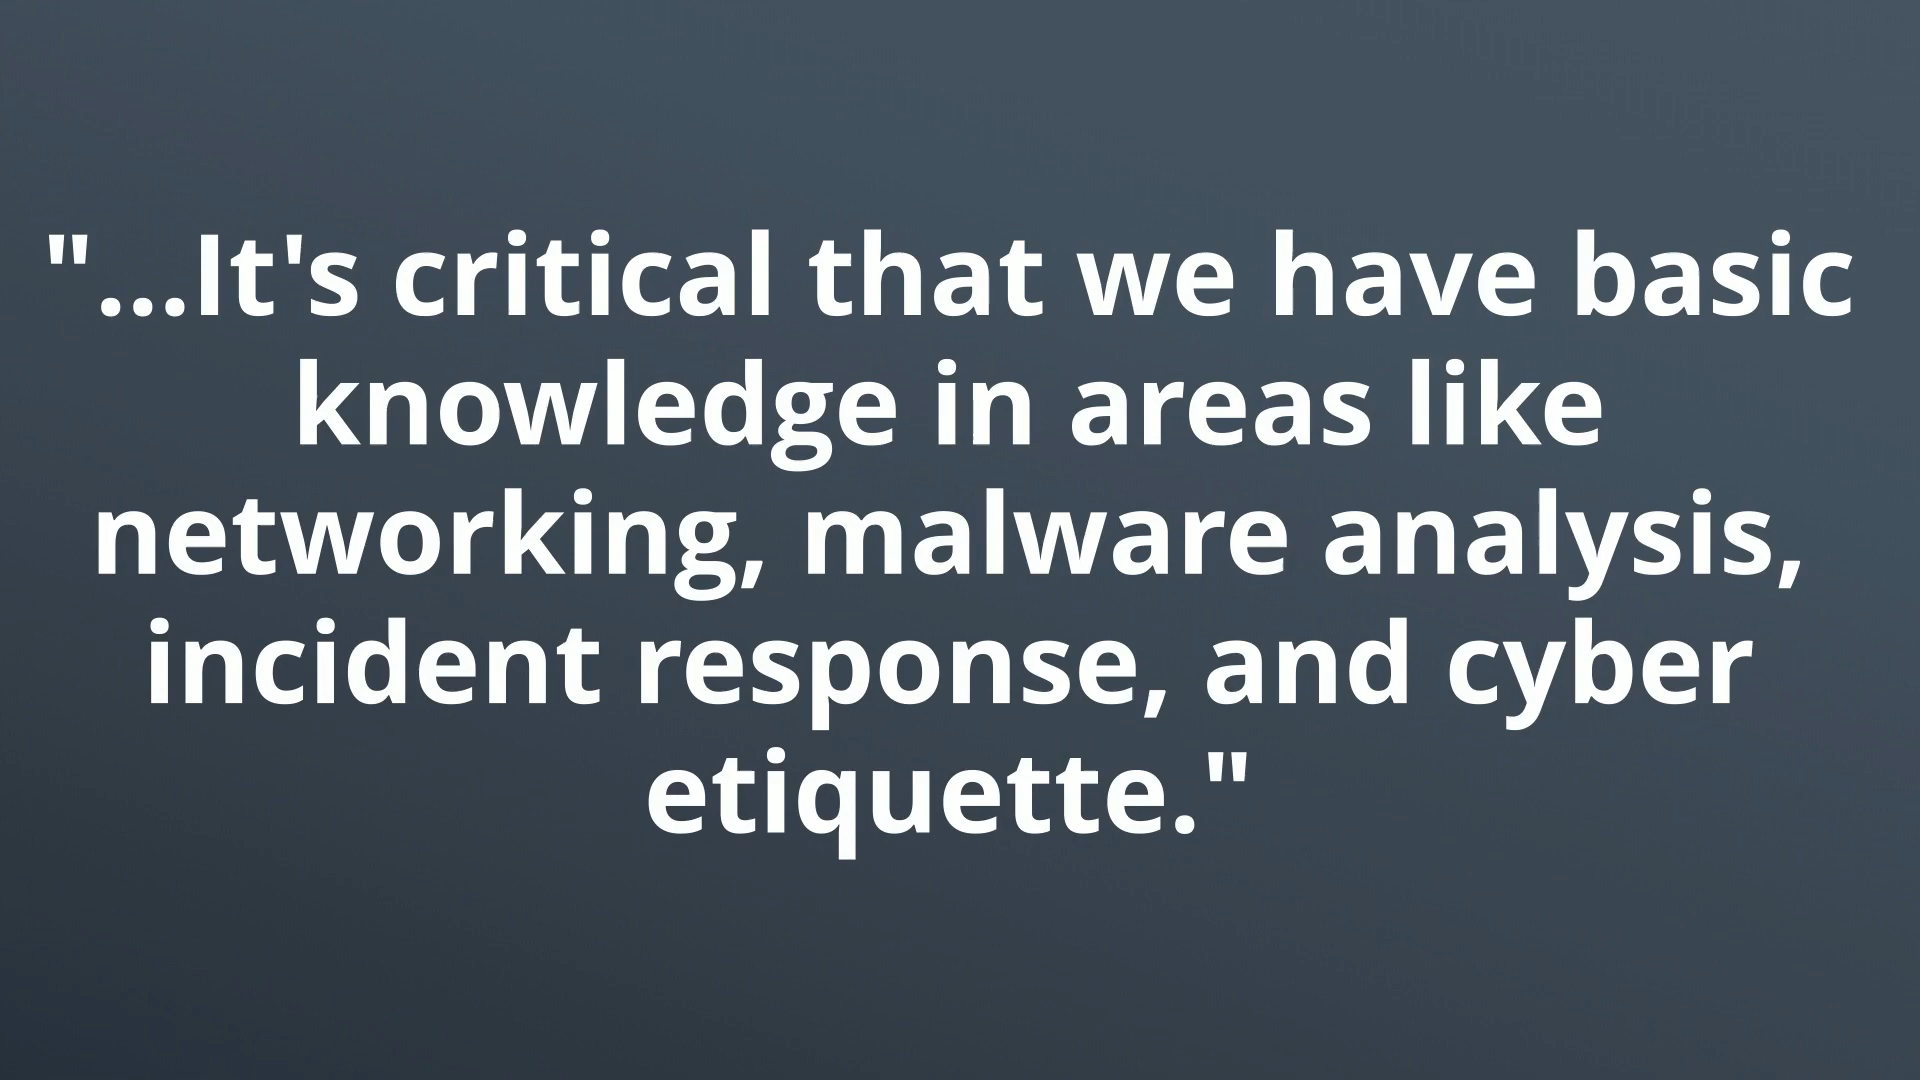 "...It's critical that we have basic
knowledge in areas like
networking, malware analysis,
incident response, and cyber
etiquette."